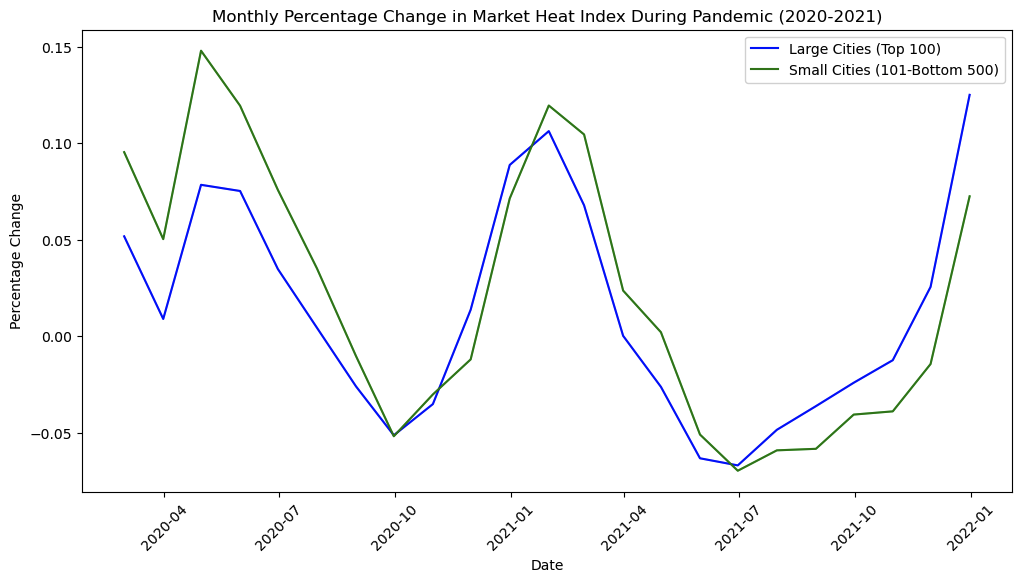 Monthly Percentage Change in Market Heat Index During Pandemic (2020-2021)
Large Cities (Top 100)
Small Cities (101-Bottom 500)
Percentage Change
0.15
0.10
0.05
0.00
−0.05
2020-04
2020-07
2020-10
2021-01
2021-04
2021-07
2021-10
2022-01
Date